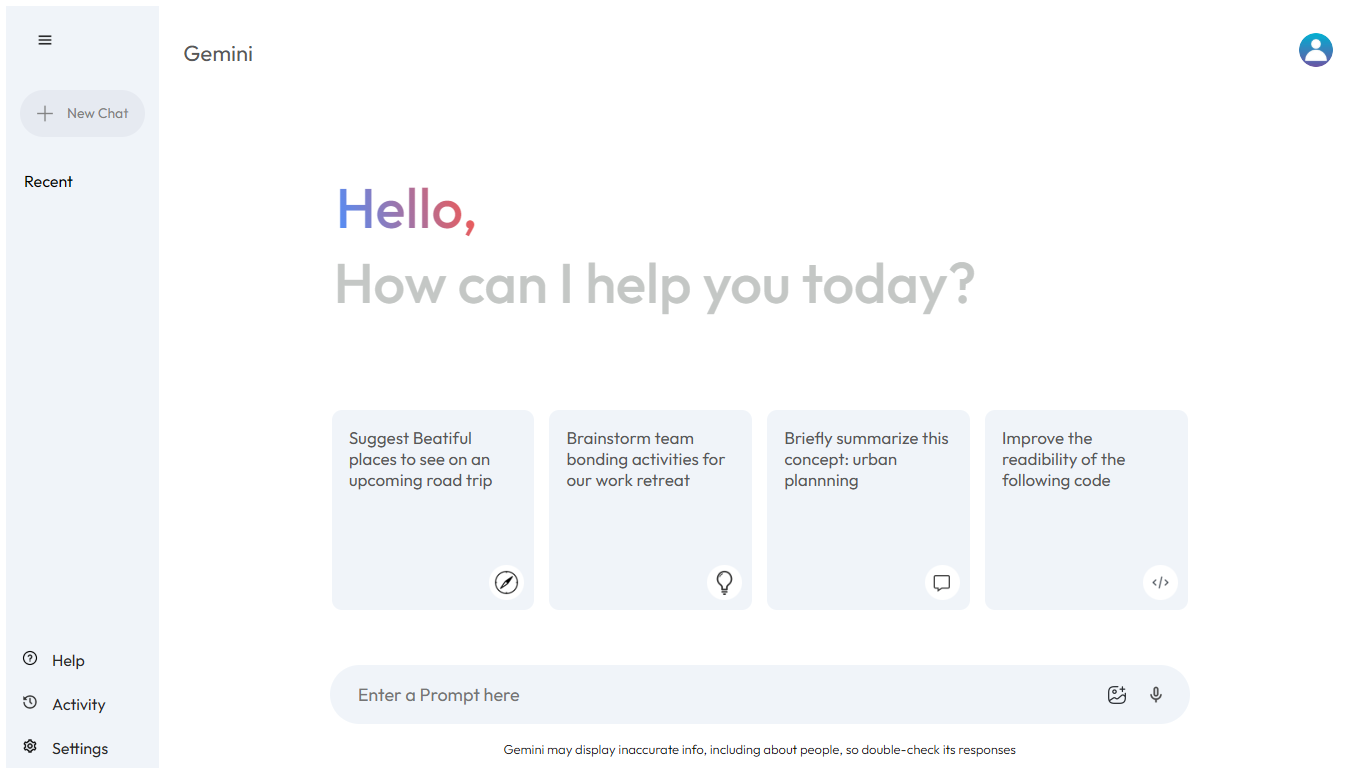 Gemini
New Chat
Recent
Hello,
How can I help you today?
Suggest Beatiful
places to see on an
upcoming road trip
Brainstorm team
bonding activities for
our work retreat
Briefly summarize this
concept: urban
plannning
Improve the
readibility of the
following code
</>
Help
Activity
Settings
Enter a Prompt here
Gemini may display inaccurate info, including about people, so double-check its responses